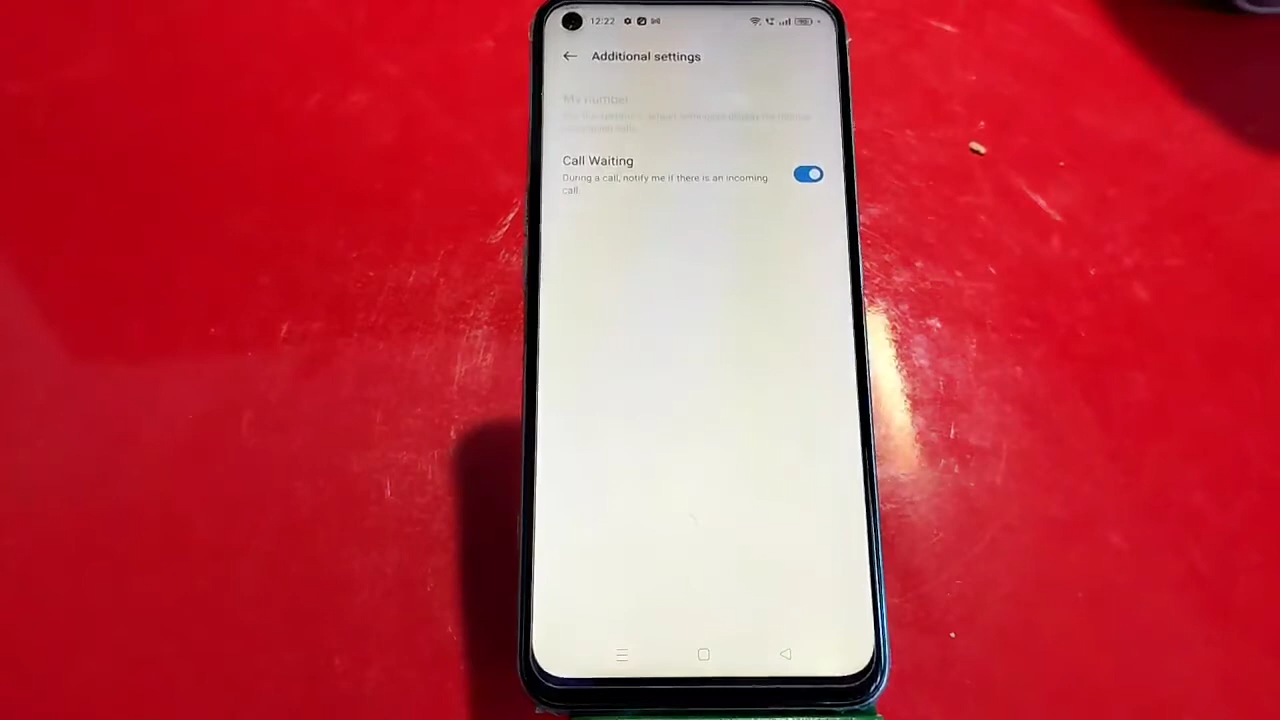 12:22
Additional settings
My number
Call Waiting
During a call, notify me if there is an incoming
call